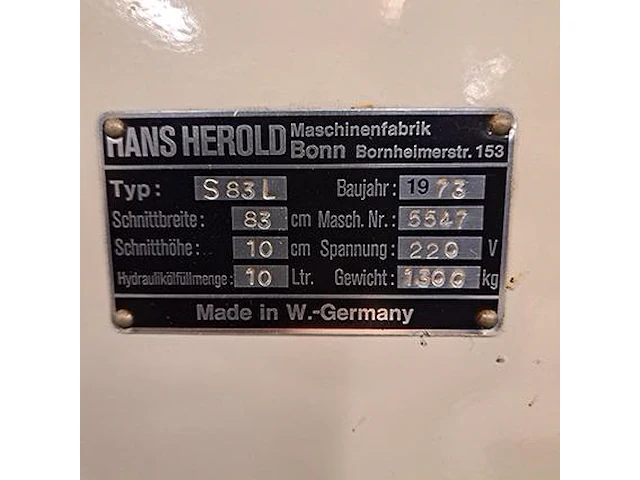 HANS HEROLD Maschinenfabrik
Bonn Bornheimerstr. 153
Typ: S 83 L Baujahr: 1973
Schnittbreite: 83 cm Masch. Nr.: 5547
Schnitthöhe: 10 cm Spannung: 220 V
Hydraulikölfüllmenge: 10 Ltr. Gewicht: 1300 kg
Made in W.-Germany